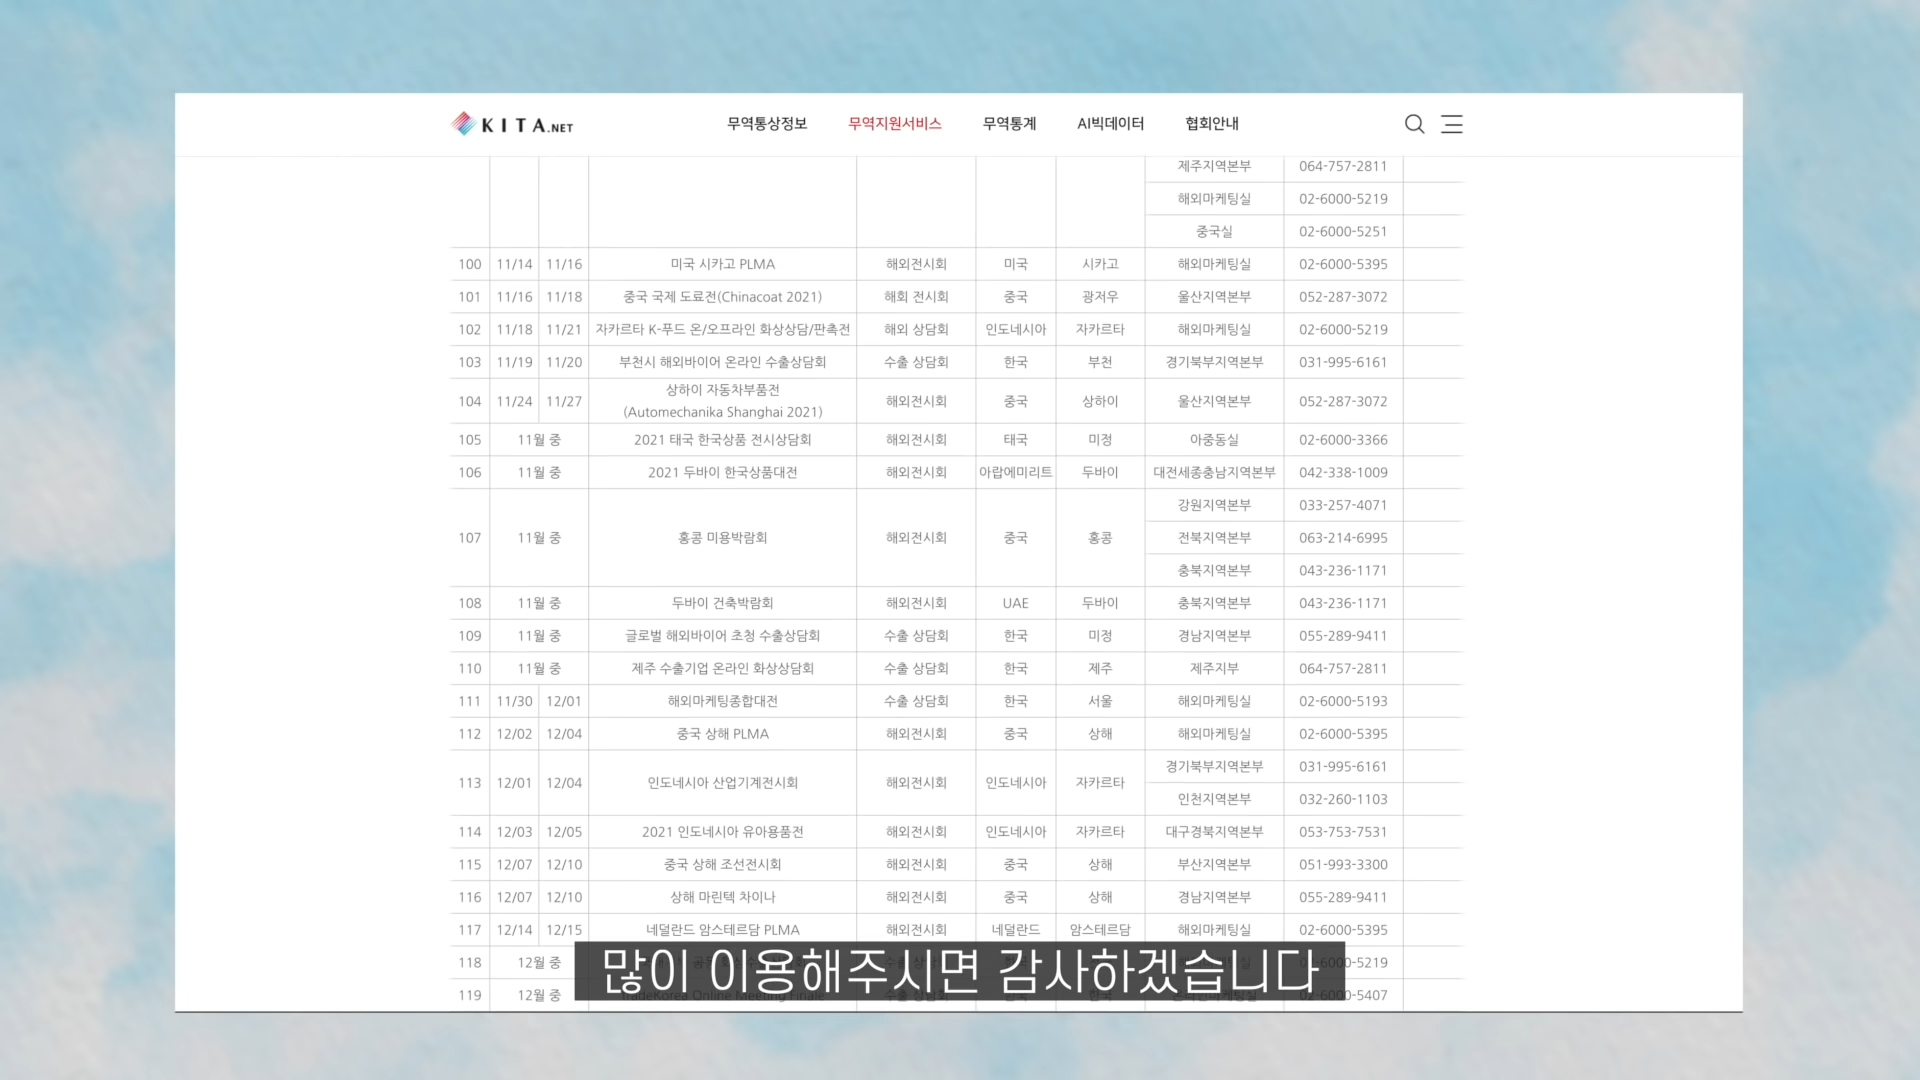 KITA.NET 무역통상정보 무역지원서비스 무역통계 AI빅데이터 협회안내
제주지역본부 064-757-2811
해외마케팅실 02-6000-5219
중국실 02-6000-5251
100 11/14 11/16 미국 시카고 PLMA 해외전시회 미국 시카고 해외마케팅실 02-6000-5395
101 11/16 11/18 중국 국제 도료전(Chinacoat 2021) 해회 전시회 중국 광저우 울산지역본부 052-287-3072
102 11/18 11/21 자카르타 K-푸드 온/오프라인 화상상담/판촉전 해외 상담회 인도네시아 자카르타 해외마케팅실 02-6000-5219
103 11/19 11/20 부천시 해외바이어 온라인 수출상담회 수출 상담회 한국 부천 경기북부지역본부 031-995-6161
104 11/24 11/27 상하이 자동차부품전
(Automechanika Shanghai 2021) 해외전시회 중국 상하이 울산지역본부 052-287-3072
105 11월 중 2021 태국 한국상품 전시상담회 해외전시회 태국 미정 아중동실 02-6000-3366
106 11월 중 2021 두바이 한국상품대전 해외전시회 아랍에미리트 두바이 대전세종충남지역본부 042-338-1009
강원지역본부 033-257-4071
107 11월 중 홍콩 미용박람회 해외전시회 중국 홍콩 전북지역본부 063-214-6995
충북지역본부 043-236-1171
108 11월 중 두바이 건축박람회 해외전시회 UAE 두바이 충북지역본부 043-236-1171
109 11월 중 글로벌 해외바이어 초청 수출상담회 수출 상담회 한국 미정 경남지역본부 055-289-9411
110 11월 중 제주 수출기업 온라인 화상상담회 수출 상담회 한국 제주 제주지부 064-757-2811
111 11/30 12/01 해외마케팅종합대전 수출 상담회 한국 서울 해외마케팅실 02-6000-5193
112 12/02 12/04 중국 상해 PLMA 해외전시회 중국 상해 해외마케팅실 02-6000-5395
113 12/01 12/04 인도네시아 산업기계전시회 해외전시회 인도네시아 자카르타 경기북부지역본부 031-995-6161
인천지역본부 032-260-1103
114 12/03 12/05 2021 인도네시아 유아용품전 해외전시회 인도네시아 자카르타 대구경북지역본부 053-753-7531
115 12/07 12/10 중국 상해 조선전시회 해외전시회 중국 상해 부산지역본부 051-993-3300
116 12/07 12/10 상해 마린텍 차이나 해외전시회 중국 상해 경남지역본부 055-289-9411
117 12/14 12/15 네덜란드 암스테르담 PLMA 해외전시회 네덜란드 암스테르담 해외마케팅실 02-6000-5395
118 12월 중 02-6000-5219
많이 이용해주시면 감사하겠습니다
119 12월 중 TradeKorea Online Meeting Finale 수출 상담회 한국 한국 온라인마케팅실 02-6000-5407